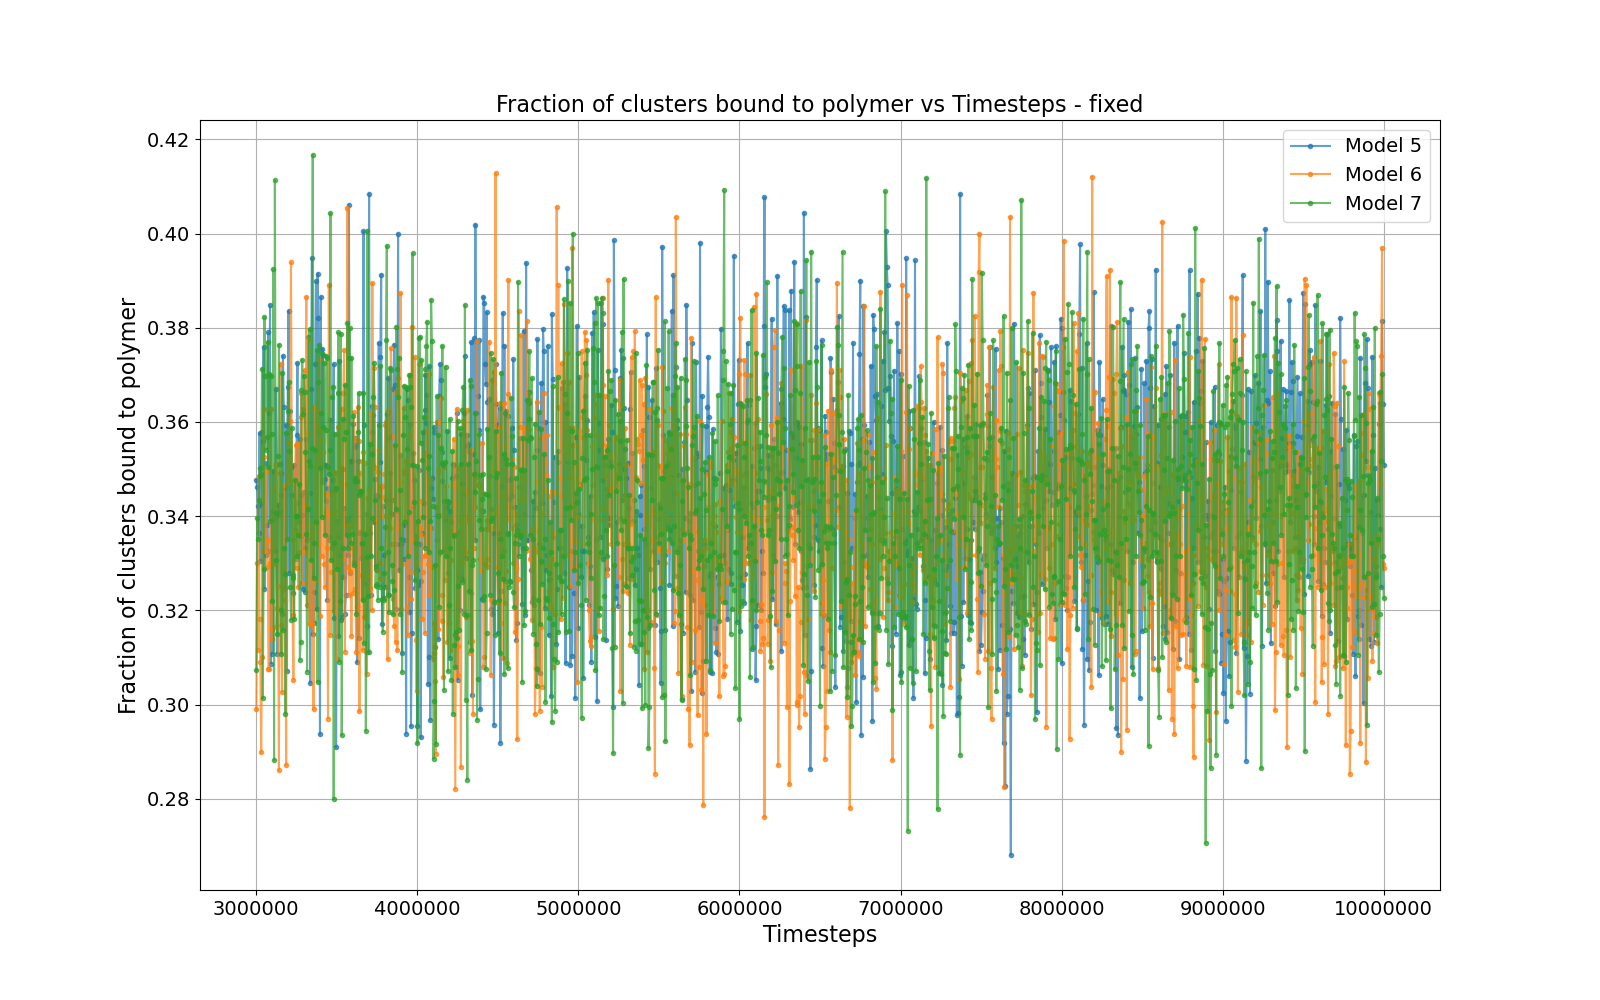 Fraction of clusters bound to polymer vs Timesteps - fixed
Model 5
Model 6
Model 7
Fraction of clusters bound to polymer
0.42
0.40
0.38
0.36
0.34
0.32
0.30
0.28
3000000 4000000 5000000 6000000 7000000 8000000 9000000 10000000
Timesteps